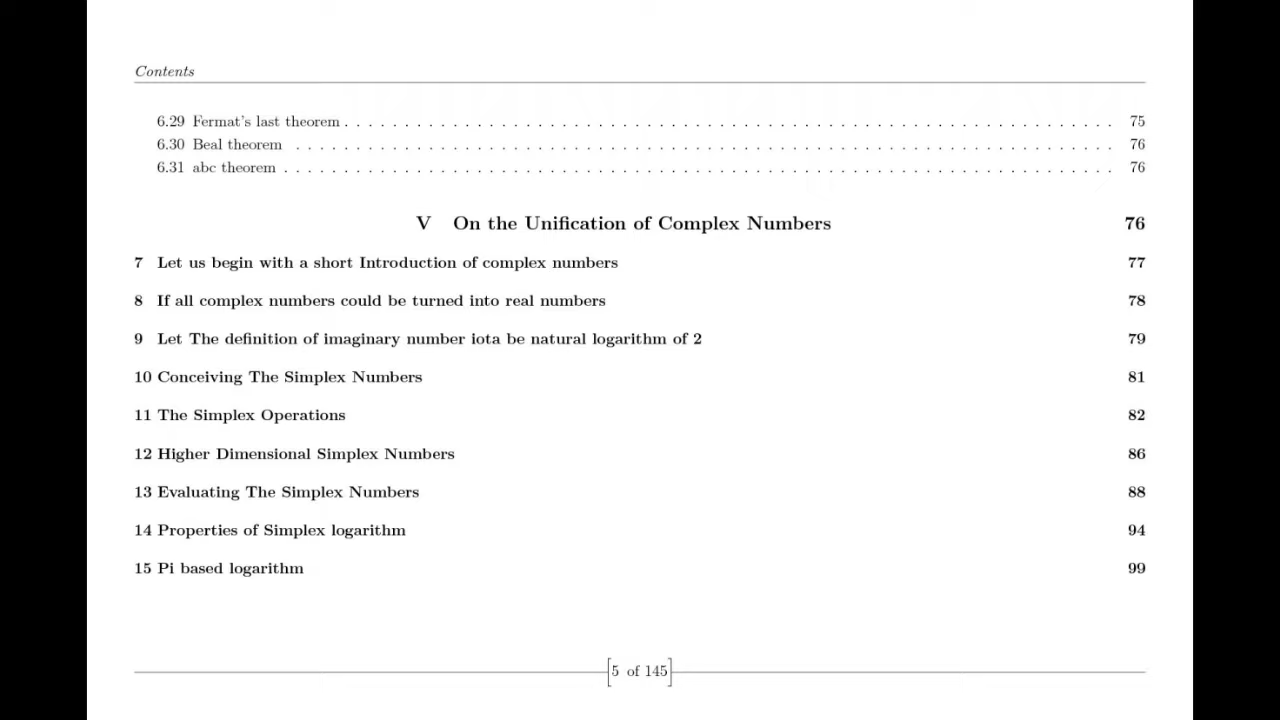 Contents
6.29 Fermat's last theorem . . . . . . . . . . . . . . . . . . . . . . . . . . . . . . . . . . . . . . . . . . . . . . . . . . . . . . . . . . . . . . . . 75
6.30 Beal theorem . . . . . . . . . . . . . . . . . . . . . . . . . . . . . . . . . . . . . . . . . . . . . . . . . . . . . . . . . . . . . . . . . . . . 76
6.31 abc theorem . . . . . . . . . . . . . . . . . . . . . . . . . . . . . . . . . . . . . . . . . . . . . . . . . . . . . . . . . . . . . . . . . . . . . 76
V On the Unification of Complex Numbers 76
7 Let us begin with a short Introduction of complex numbers 77
8 If all complex numbers could be turned into real numbers 78
9 Let The definition of imaginary number iota be natural logarithm of 2 79
10 Conceiving The Simplex Numbers 81
11 The Simplex Operations 82
12 Higher Dimensional Simplex Numbers 86
13 Evaluating The Simplex Numbers 88
14 Properties of Simplex logarithm 94
15 Pi based logarithm 99
[5 of 145]